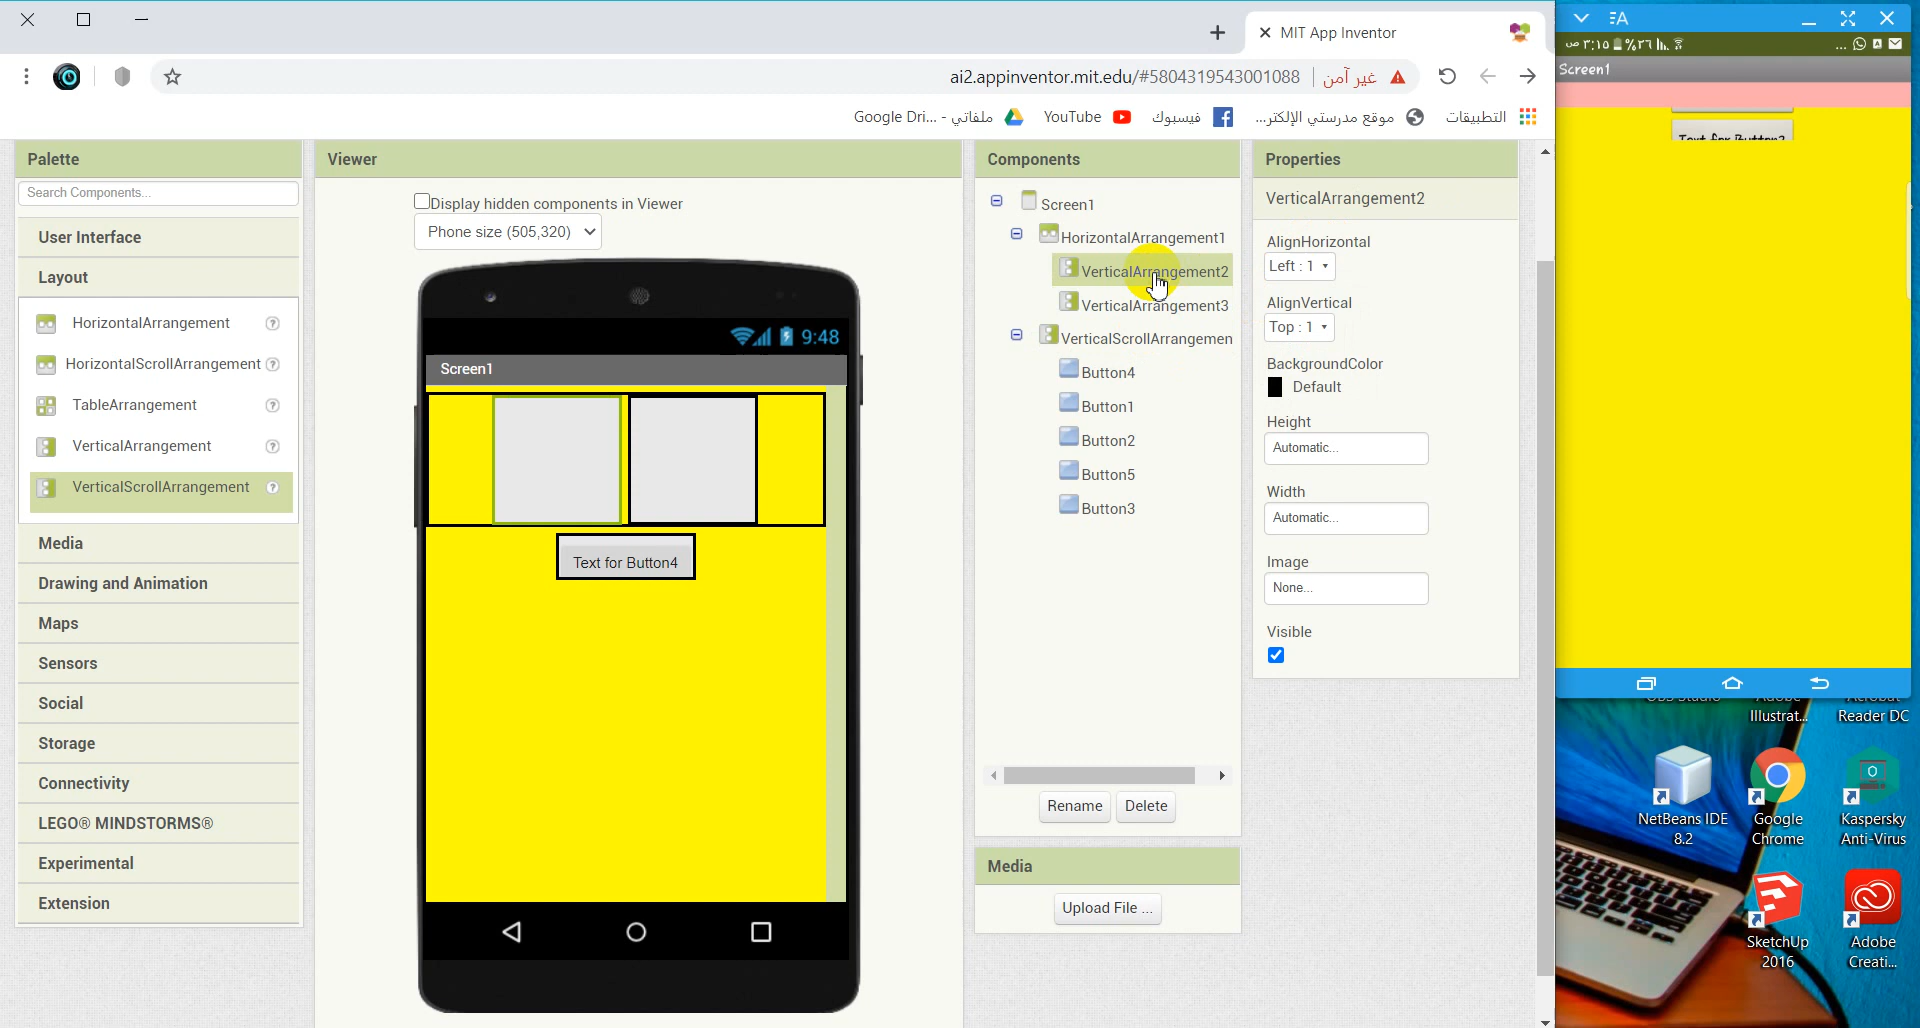 MIT App Inventor
ai2.appinventor.mit.edu/#5804319543001088
غير آمن
Google Dri... - ملفاتي
YouTube
فيسبوك
موقع مدرستي الإلكتر...
التطبيقات
Palette
Search Components...
User Interface
Layout
HorizontalArrangement
HorizontalScrollArrangement
TableArrangement
VerticalArrangement
VerticalScrollArrangement
Media
Drawing and Animation
Maps
Sensors
Social
Storage
Connectivity
LEGO® MINDSTORMS®
Experimental
Extension
Viewer
Display hidden components in Viewer
Phone size (505,320)
9:48
Screen1
Text for Button4
Components
Screen1
HorizontalArrangement1
VerticalArrangement2
VerticalArrangement3
VerticalScrollArrangemen
Button4
Button1
Button2
Button5
Button3
Rename
Delete
Media
Upload File ...
Properties
VerticalArrangement2
AlignHorizontal
Left : 1
AlignVertical
Top : 1
BackgroundColor
Default
Height
Automatic...
Width
Automatic...
Image
None...
Visible
٣:١٥ ص
%٢٦
Screen1
Illustrat...
Reader DC
NetBeans IDE 8.2
Google Chrome
Kaspersky Anti-Virus
SketchUp 2016
Adobe Creati...